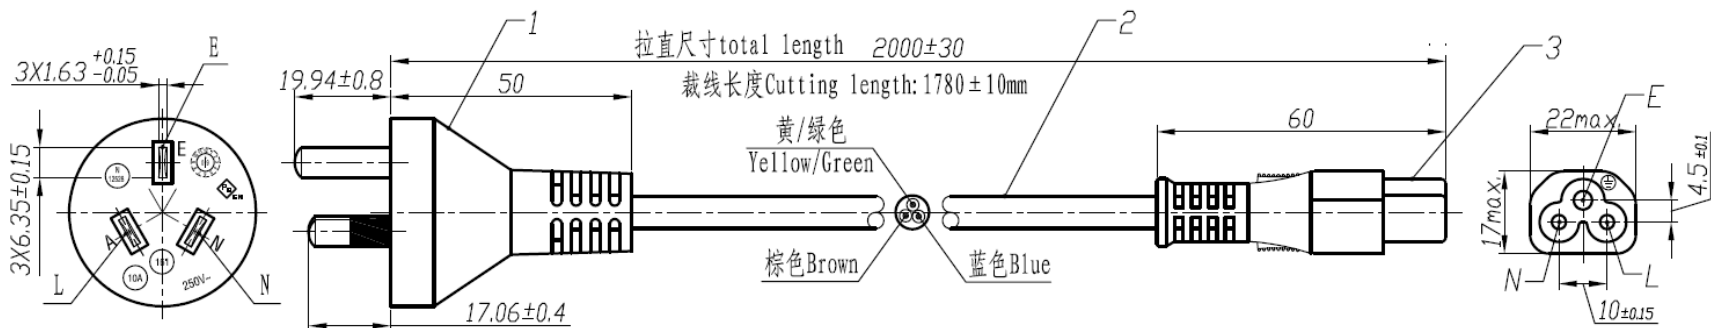 E
1
拉直尺寸total length 2000±30
2
3
3X1.63 +0.15 -0.05
19.94±0.8
50
裁线长度Cutting length:1780±10mm
黄/绿色
Yellow/Green
60
22max.
E
4.5±0.1
3X6.35±0.15
E
N
A
N
10A
250V~
L
N
17.06±0.4
棕色Brown
蓝色Blue
17max.
N
L
10±0.15